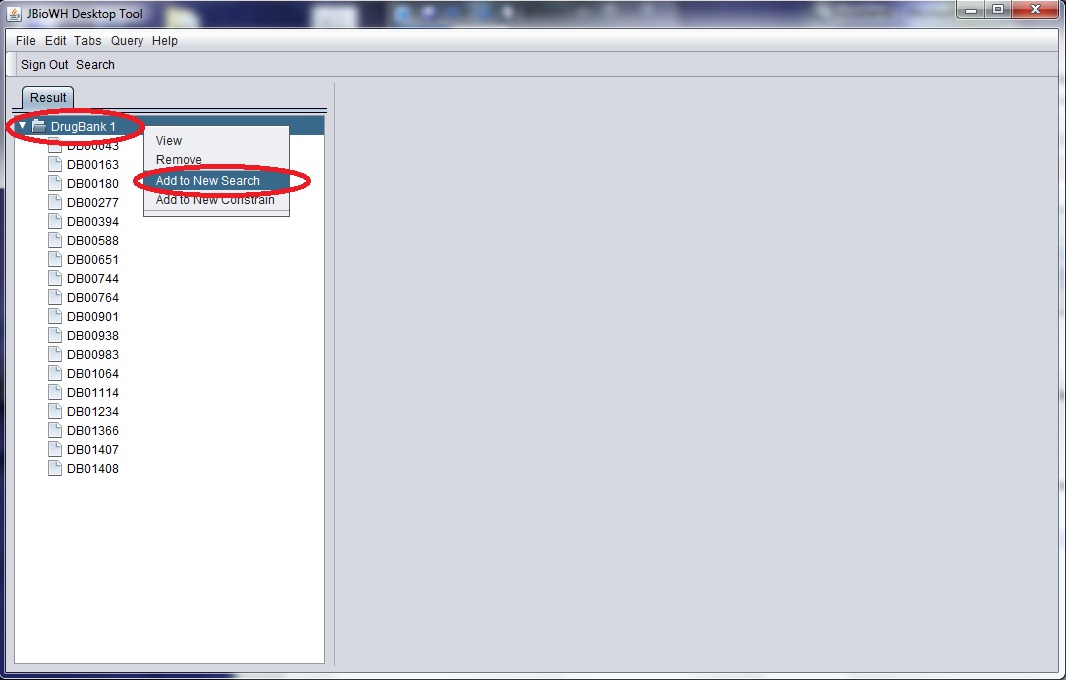 JBioWH Desktop Tool
File Edit Tabs Query Help
Sign Out Search
Result
DrugBank 1
DB00043
DB00163
DB00180
DB00277
DB00394
DB00588
DB00651
DB00744
DB00764
DB00901
DB00938
DB00983
DB01064
DB01114
DB01234
DB01366
DB01407
DB01408
View
Remove
Add to New Search
Add to New Constrain